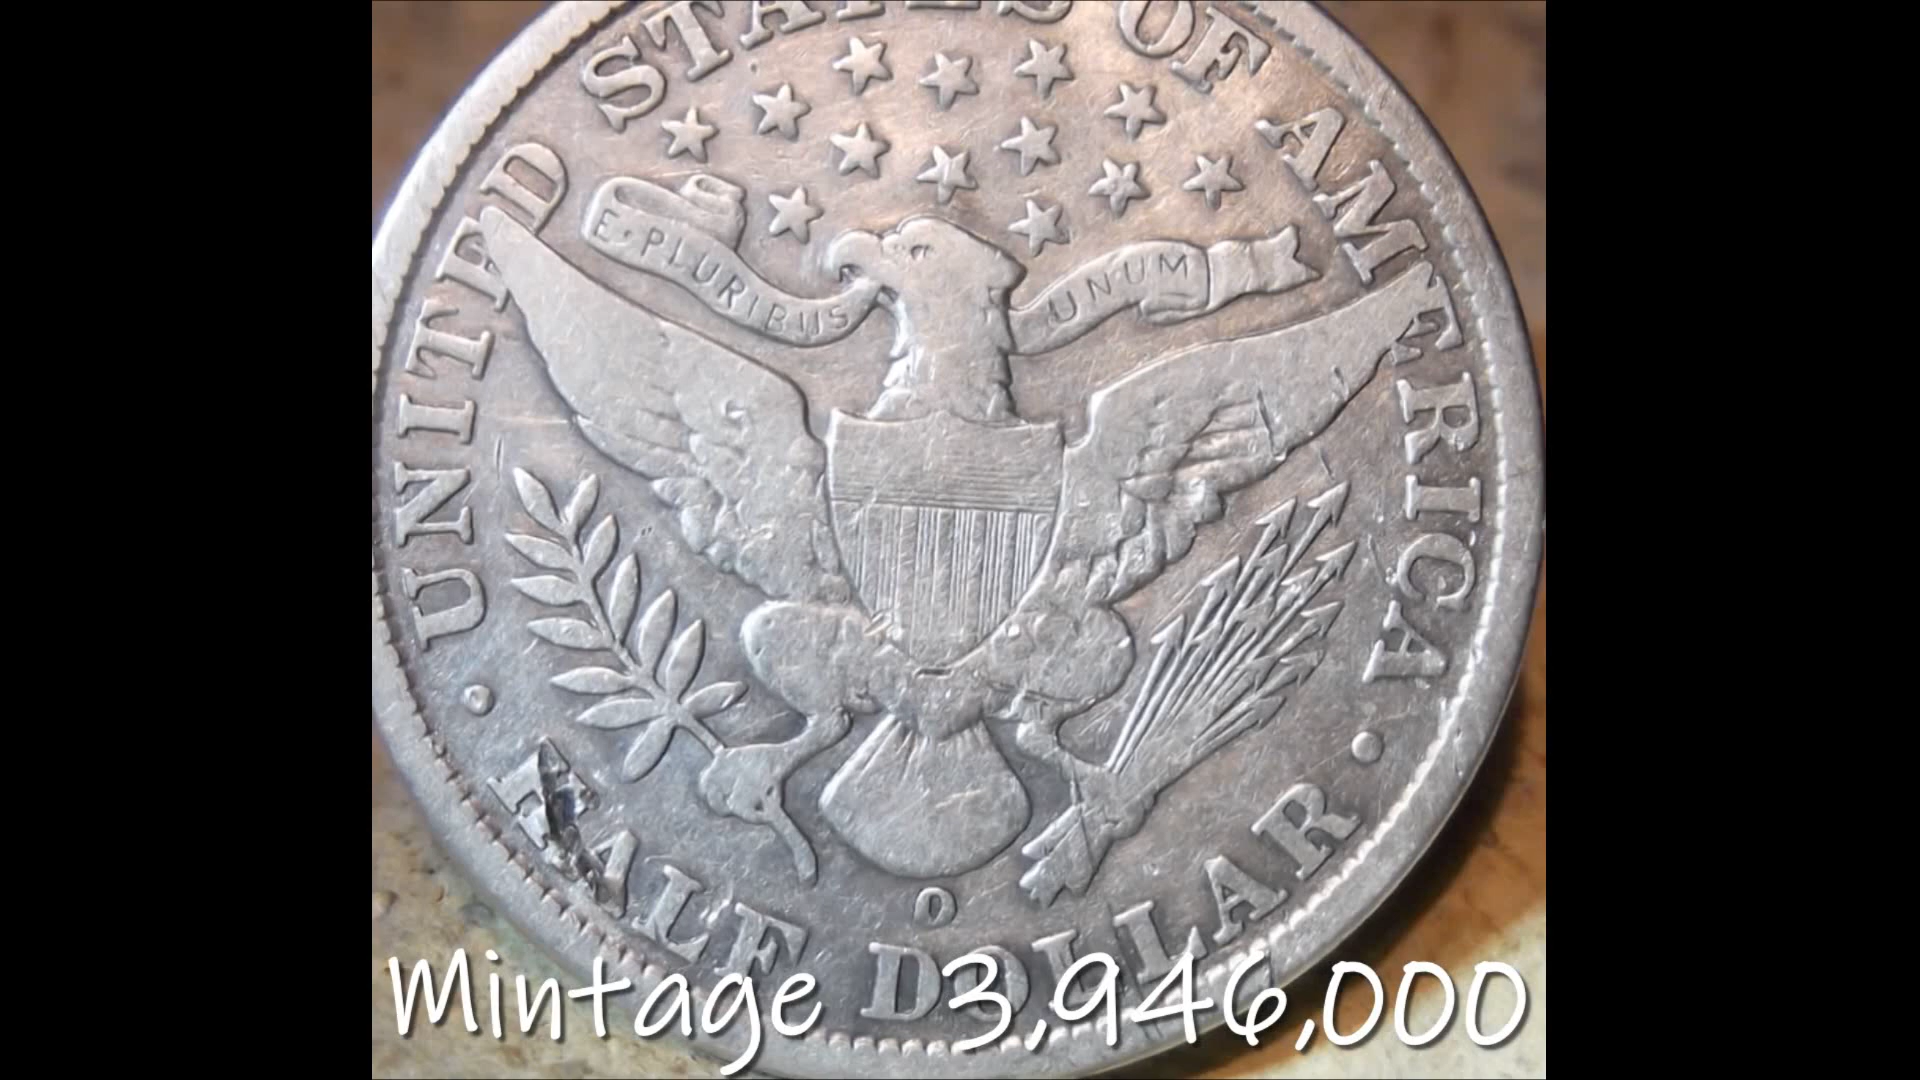 UNITED STATES OF AMERICA
E·PLURIBUS UNUM
O
HALF DOLLAR
Mintage 3,946,000